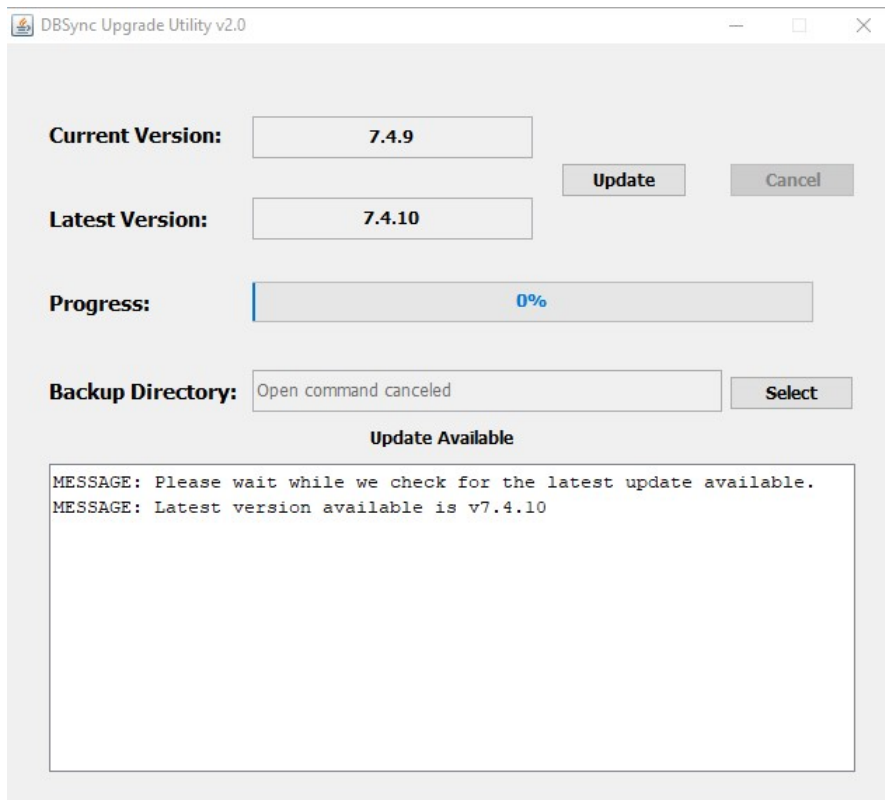 DBSync Upgrade Utility v2.0
Current Version: 7.4.9
Update Cancel
Latest Version: 7.4.10
Progress: 0%
Backup Directory: Open command canceled Select
Update Available
MESSAGE: Please wait while we check for the latest update available.
MESSAGE: Latest version available is v7.4.10